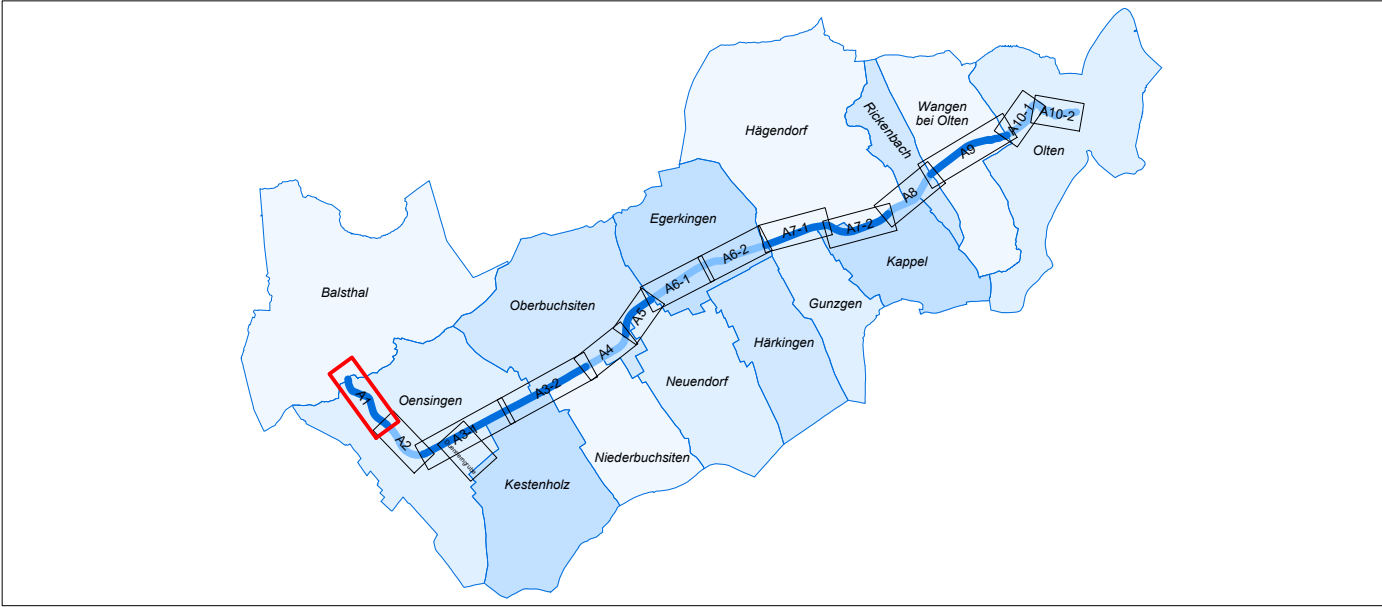 Hägendorf
Rickenbach
Wangen
bei Olten
A10-1
A10-2
Olten
A9
A8
Egerkingen
A7-1
A7-2
A6-2
Kappel
A6-1
Balsthal
Oberbuchsiten
Gunzgen
A5
Härkingen
A4
Neuendorf
A3-2
A1
Oensingen
A2
A3-1
Niederbuchsiten
Kestenholz